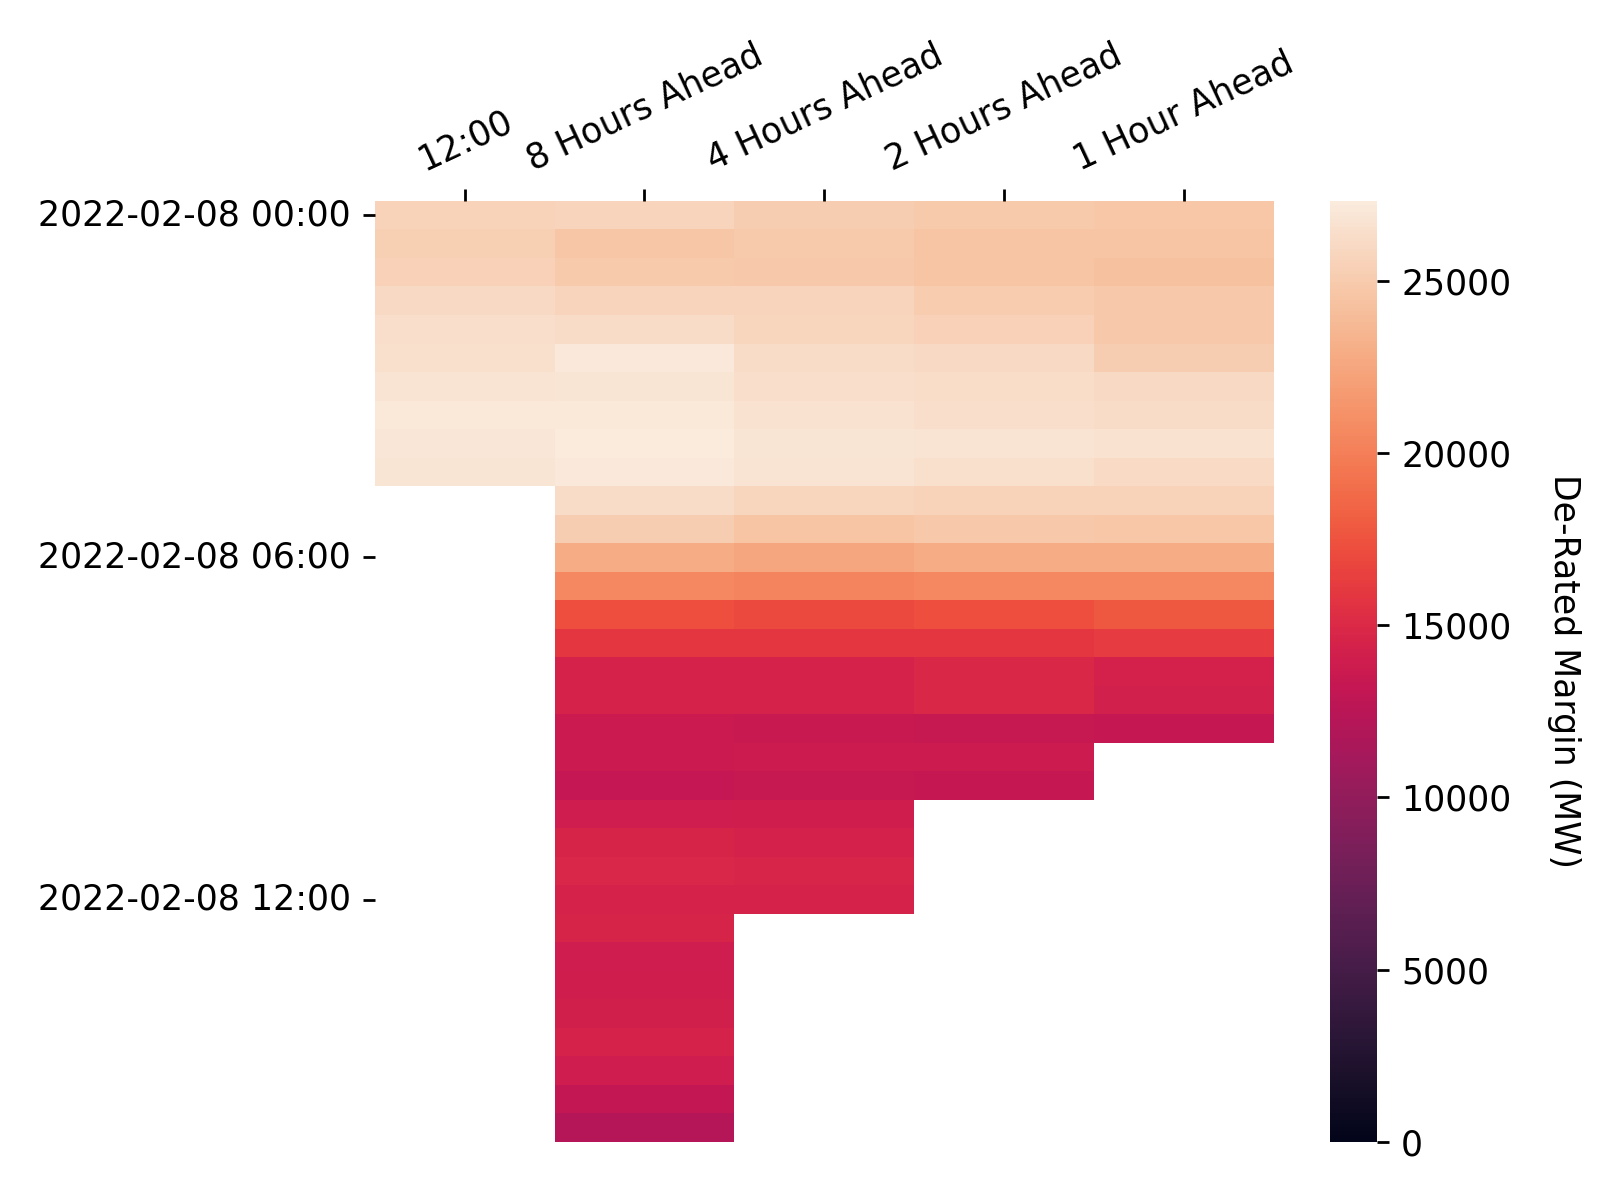 12:00
8 Hours Ahead
4 Hours Ahead
2 Hours Ahead
1 Hour Ahead
2022-02-08 00:00
2022-02-08 06:00
2022-02-08 12:00
25000
20000
15000
10000
5000
0
De-Rated Margin (MW)